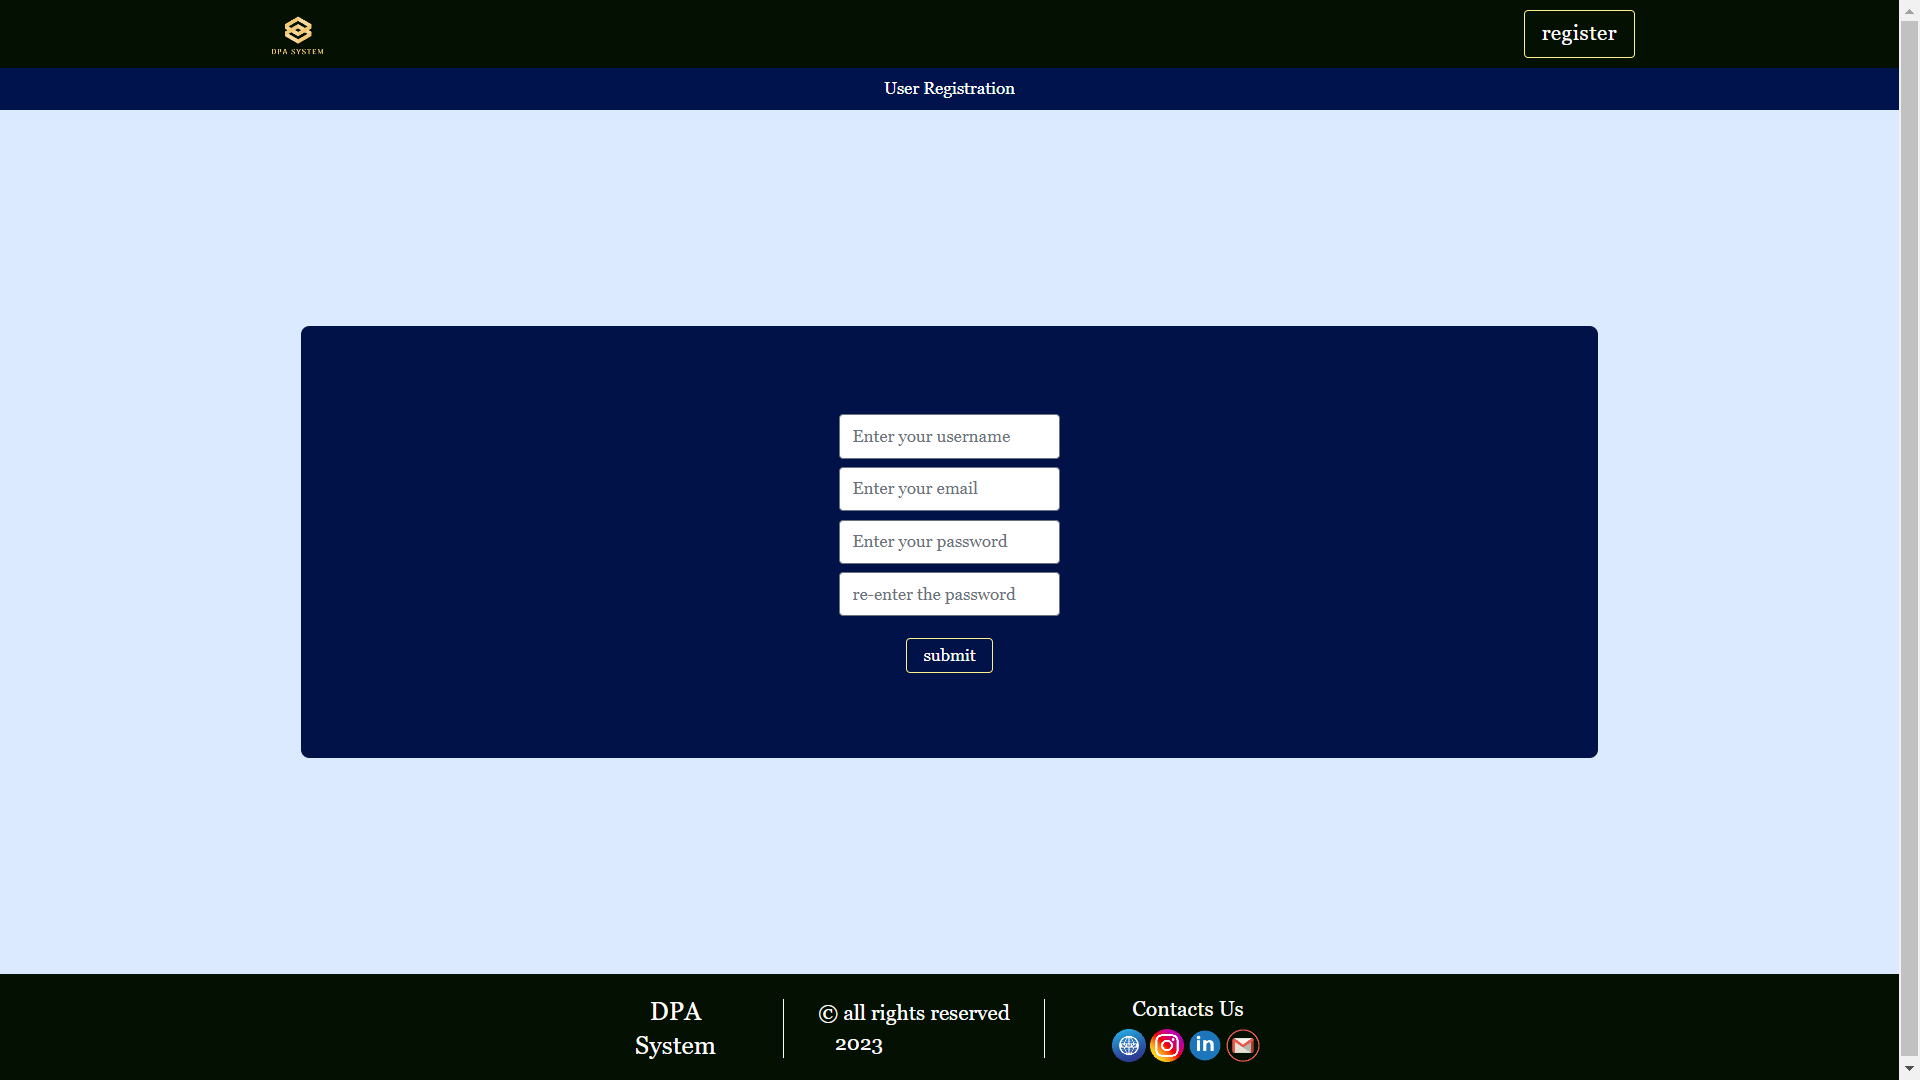 DPA SYSTEM
register
User Registration
Enter your username
Enter your email
Enter your password
re-enter the password
submit
DPA
System
© all rights reserved
2023
Contacts Us
in